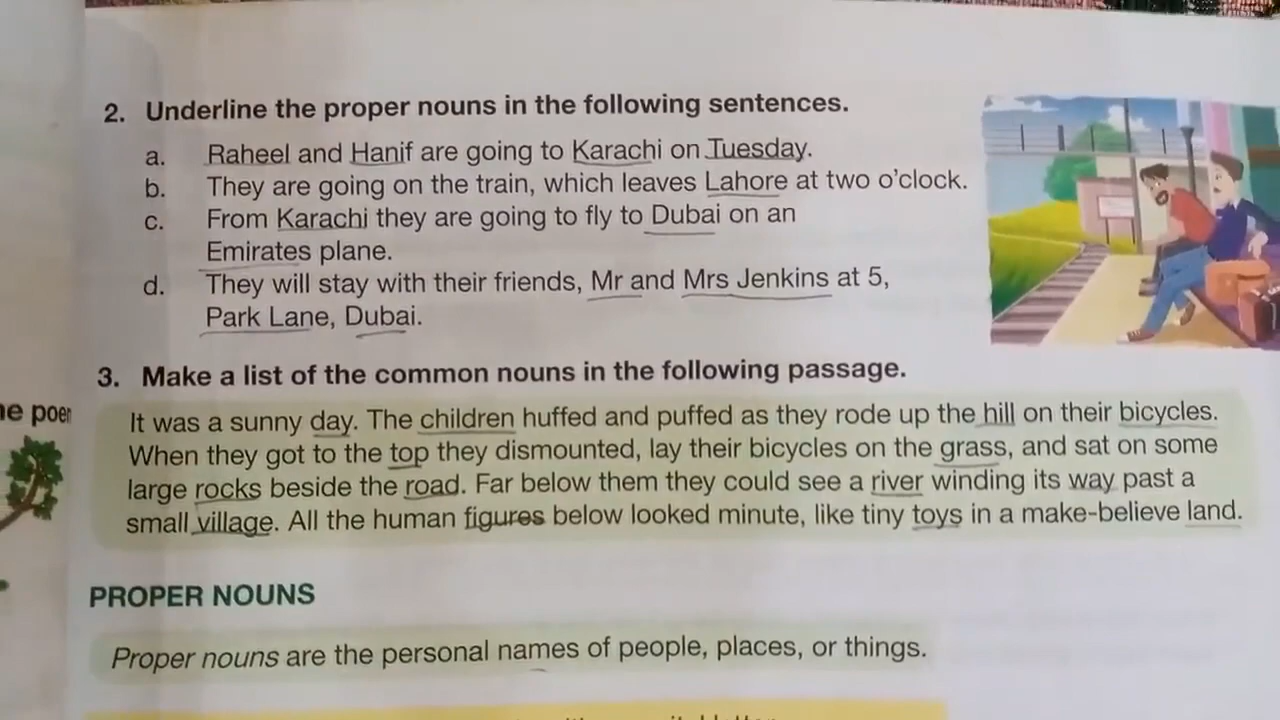 2. Underline the proper nouns in the following sentences.
a. Raheel and Hanif are going to Karachi on Tuesday.
b. They are going on the train, which leaves Lahore at two o'clock.
c. From Karachi they are going to fly to Dubai on an
Emirates plane.
d. They will stay with their friends, Mr and Mrs Jenkins at 5,
Park Lane, Dubai.
3. Make a list of the common nouns in the following passage.
It was a sunny day. The children huffed and puffed as they rode up the hill on their bicycles.
When they got to the top they dismounted, lay their bicycles on the grass, and sat on some
large rocks beside the road. Far below them they could see a river winding its way past a
small village. All the human figures below looked minute, like tiny toys in a make-believe land.
PROPER NOUNS
Proper nouns are the personal names of people, places, or things.